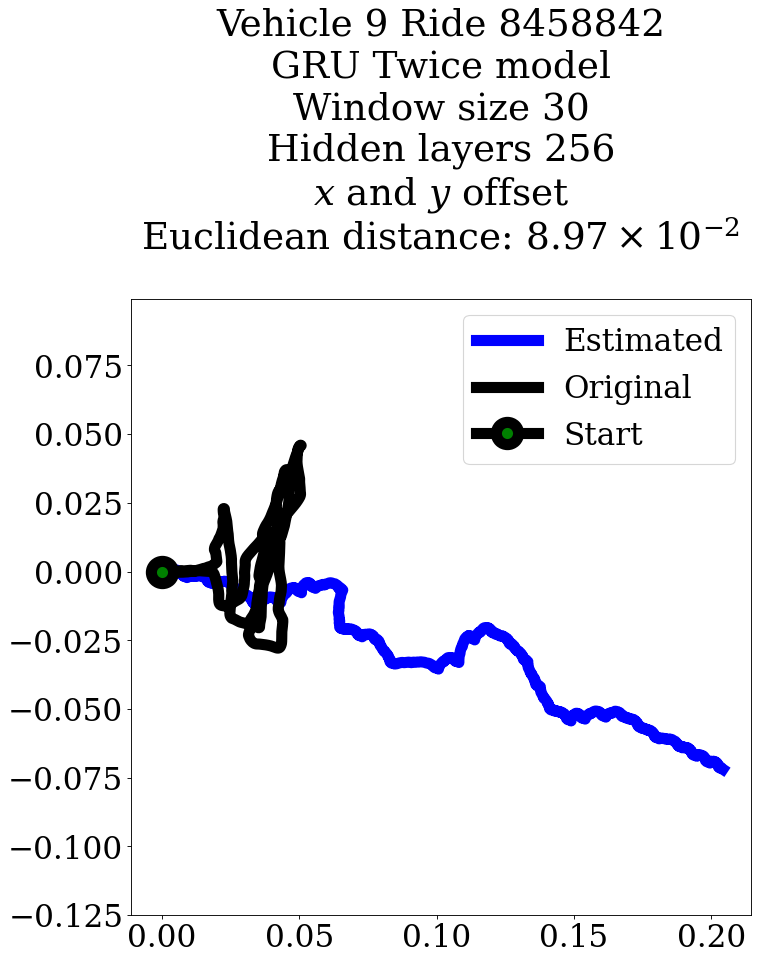 Vehicle 9 Ride 8458842
GRU Twice model
Window size 30
Hidden layers 256
x and y offset
Euclidean distance: 8.97 × 10⁻²
Estimated
Original
Start
0.075
0.050
0.025
0.000
−0.025
−0.050
−0.075
−0.100
−0.125
0.00 0.05 0.10 0.15 0.20